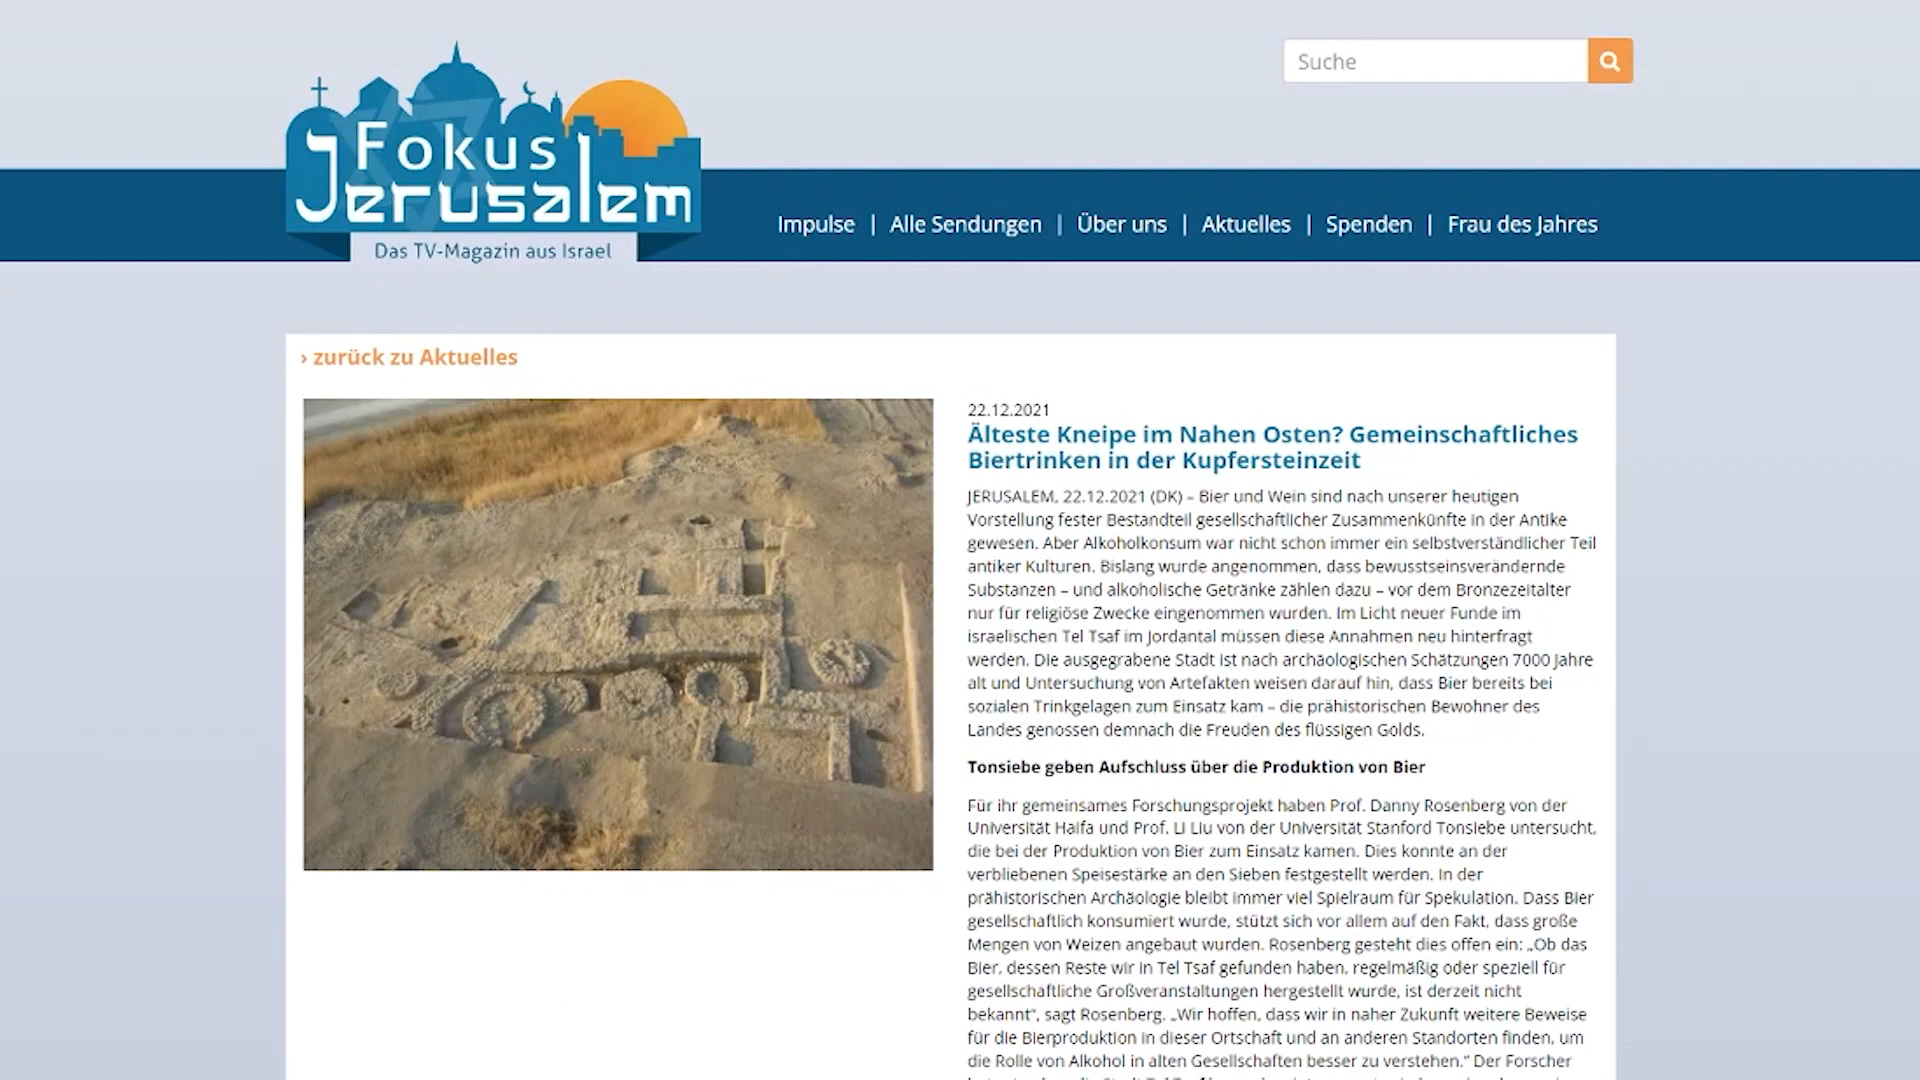 Suche
Fokus
Jerusalem
Das TV-Magazin aus Israel
Impulse | Alle Sendungen | Über uns | Aktuelles | Spenden | Frau des Jahres
› zurück zu Aktuelles
22.12.2021
Älteste Kneipe im Nahen Osten? Gemeinschaftliches
Biertrinken in der Kupfersteinzeit
JERUSALEM, 22.12.2021 (DK) – Bier und Wein sind nach unserer heutigen
Vorstellung fester Bestandteil gesellschaftlicher Zusammenkünfte in der Antike
gewesen. Aber Alkoholkonsum war nicht schon immer ein selbstverständlicher Teil
antiker Kulturen. Bislang wurde angenommen, dass bewusstseinsverändernde
Substanzen – und alkoholische Getränke zählen dazu – vor dem Bronzezeitalter
nur für religiöse Zwecke eingenommen wurden. Im Licht neuer Funde im
israelischen Tel Tsaf im Jordantal müssen diese Annahmen neu hinterfragt
werden. Die ausgegrabene Stadt ist nach archäologischen Schätzungen 7000 Jahre
alt und Untersuchung von Artefakten weisen darauf hin, dass Bier bereits bei
sozialen Trinkgelagen zum Einsatz kam – die prähistorischen Bewohner des
Landes genossen demnach die Freuden des flüssigen Golds.
Tonsiebe geben Aufschluss über die Produktion von Bier
Für ihr gemeinsames Forschungsprojekt haben Prof. Danny Rosenberg von der
Universität Haifa und Prof. Li Liu von der Universität Stanford Tonsiebe untersucht,
die bei der Produktion von Bier zum Einsatz kamen. Dies konnte an der
verbliebenen Speisestärke an den Sieben festgestellt werden. In der
prähistorischen Archäologie bleibt immer viel Spielraum für Spekulation. Dass Bier
gesellschaftlich konsumiert wurde, stützt sich vor allem auf den Fakt, dass große
Mengen von Weizen angebaut wurden. Rosenberg gesteht dies offen ein: „Ob das
Bier, dessen Reste wir in Tel Tsaf gefunden haben, regelmäßig oder speziell für
gesellschaftliche Großveranstaltungen hergestellt wurde, ist derzeit nicht
bekannt“, sagt Rosenberg. „Wir hoffen, dass wir in naher Zukunft weitere Beweise
für die Bierproduktion in dieser Ortschaft und an anderen Standorten finden, um
die Rolle von Alkohol in alten Gesellschaften besser zu verstehen.“ Der Forscher